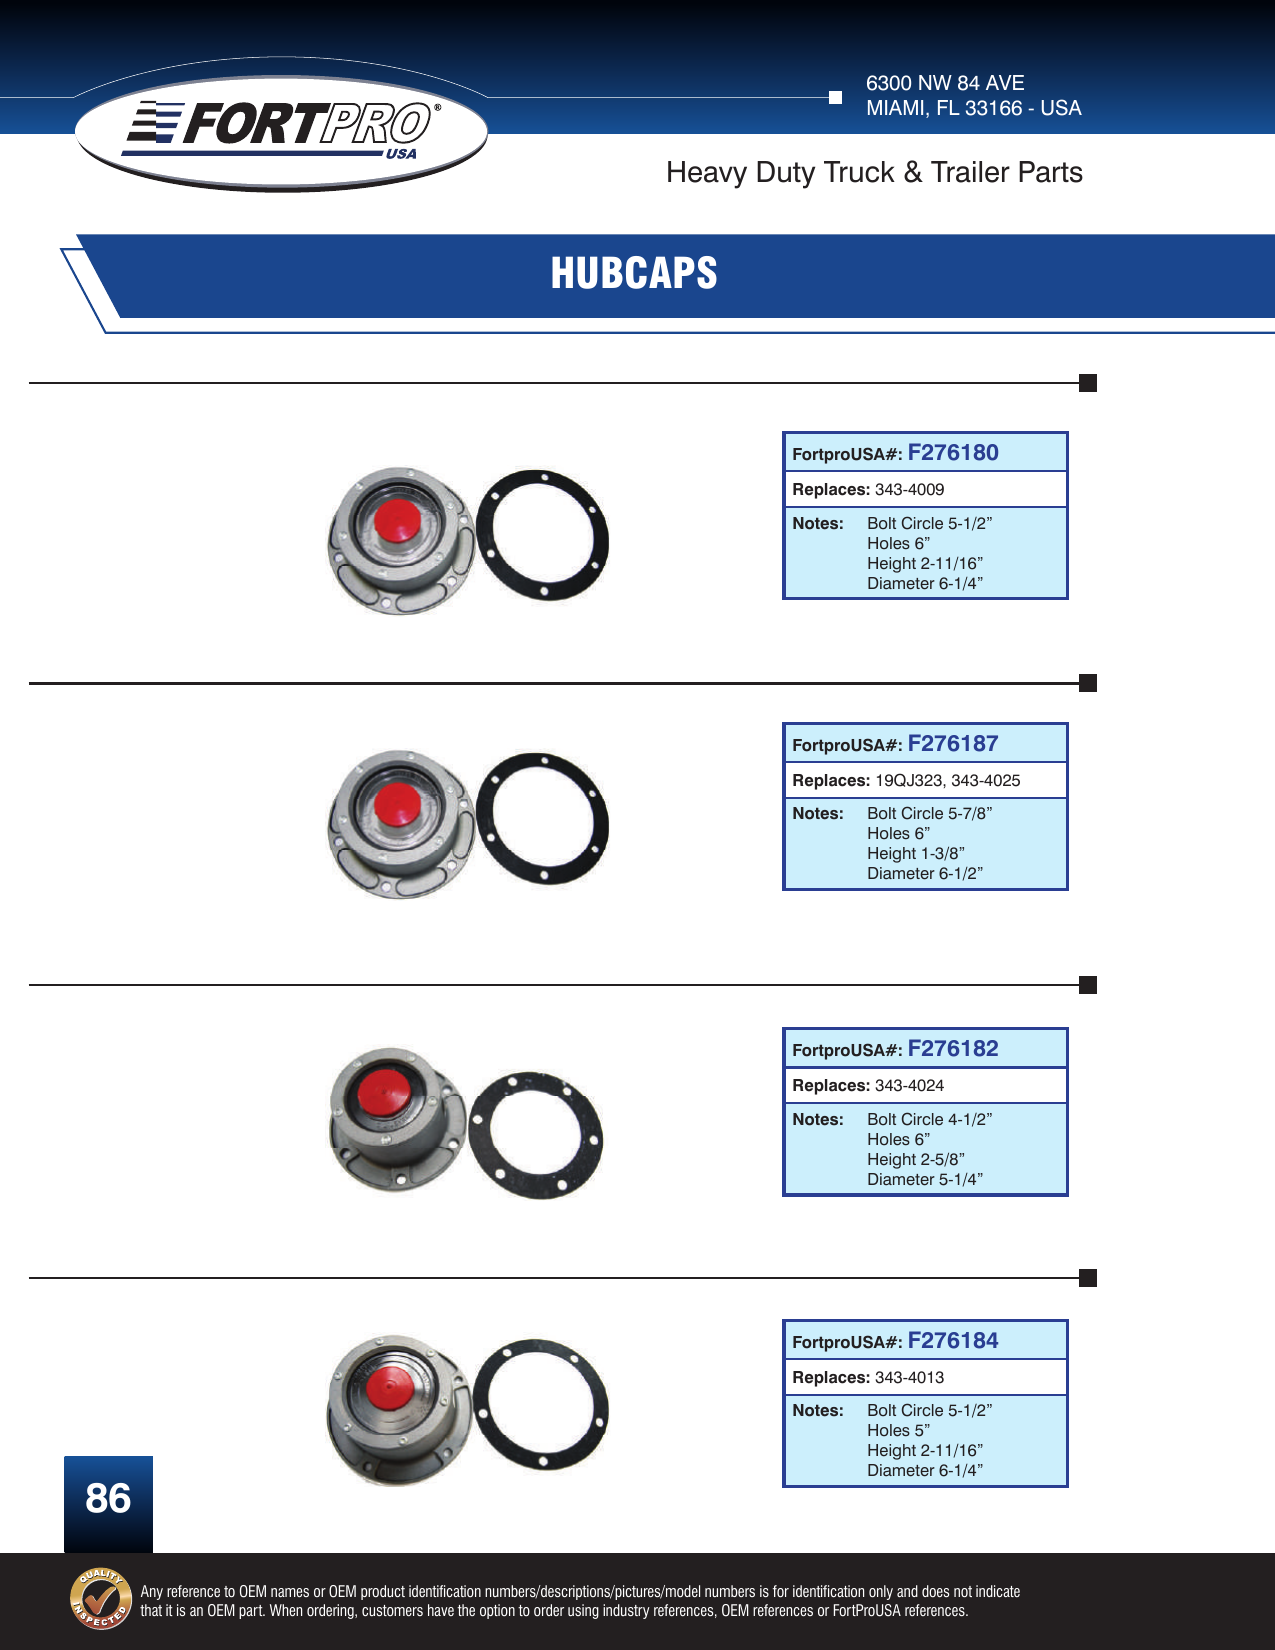 6300 NW 84 AVE
MIAMI, FL 33166 - USA
FORTPRO®
USA
Heavy Duty Truck & Trailer Parts
HUBCAPS
FortproUSA#: F276180
Replaces: 343-4009
Notes: Bolt Circle 5-1/2”
Holes 6”
Height 2-11/16”
Diameter 6-1/4”
FortproUSA#: F276187
Replaces: 19QJ323, 343-4025
Notes: Bolt Circle 5-7/8”
Holes 6”
Height 1-3/8”
Diameter 6-1/2”
FortproUSA#: F276182
Replaces: 343-4024
Notes: Bolt Circle 4-1/2”
Holes 6”
Height 2-5/8”
Diameter 5-1/4”
FortproUSA#: F276184
Replaces: 343-4013
Notes: Bolt Circle 5-1/2”
Holes 5”
Height 2-11/16”
Diameter 6-1/4”
86
QUALITY
INSPECTED
Any reference to OEM names or OEM product identification numbers/descriptions/pictures/model numbers is for identification only and does not indicate
that it is an OEM part. When ordering, customers have the option to order using industry references, OEM references or FortProUSA references.